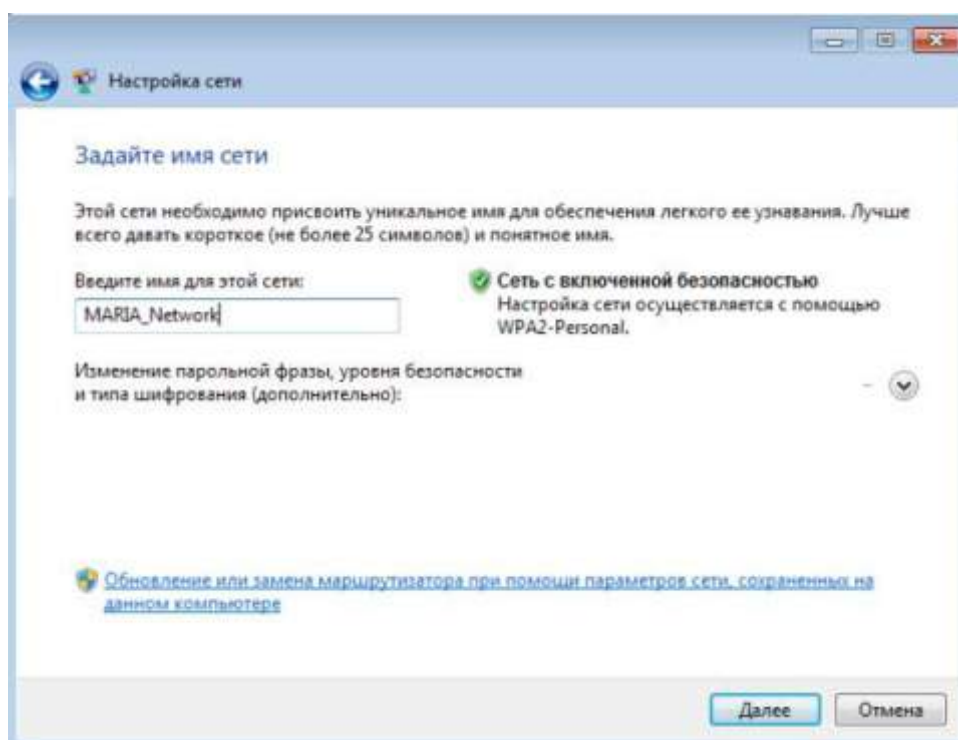 Настройка сети
Задайте имя сети
Этой сети необходимо присвоить уникальное имя для обеспечения легкого ее узнавания. Лучше
всего давать короткое (не более 25 символов) и понятное имя.
Введите имя для этой сети:
MARIA_Network
Сеть с включенной безопасностью
Настройка сети осуществляется с помощью
WPA2-Personal.
Изменение парольной фразы, уровня безопасности
и типа шифрования (дополнительно):
Обновление или замена маршрутизатора при помощи параметров сети, сохраненных на
данном компьютере
Далее
Отмена